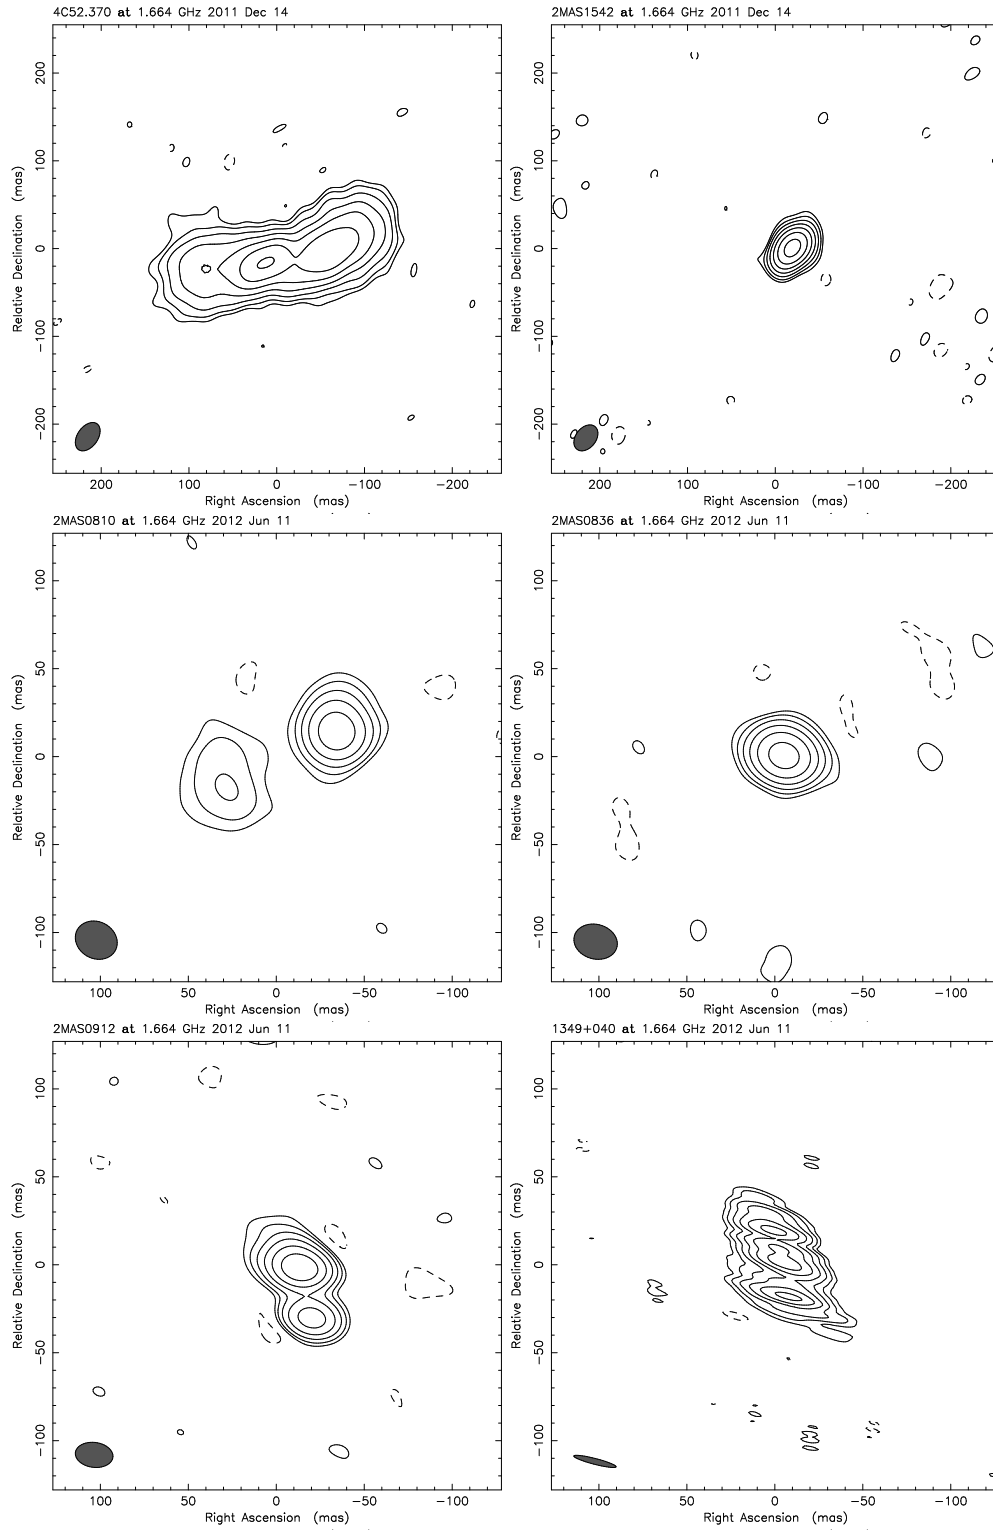 4C52.370 at 1.664 GHz 2011 Dec 14
2MAS1542 at 1.664 GHz 2011 Dec 14
Relative Declination (mas)
200
100
0
−100
−200
200 100 0 −100 −200
Right Ascension (mas)
Relative Declination (mas)
200
100
0
−100
−200
200 100 0 −100 −200
Right Ascension (mas)
2MAS0810 at 1.664 GHz 2012 Jun 11
2MAS0836 at 1.664 GHz 2012 Jun 11
Relative Declination (mas)
100
50
0
−50
−100
100 50 0 −50 −100
Right Ascension (mas)
Relative Declination (mas)
100
50
0
−50
−100
100 50 0 −50 −100
Right Ascension (mas)
2MAS0912 at 1.664 GHz 2012 Jun 11
1349+040 at 1.664 GHz 2012 Jun 11
Relative Declination (mas)
100
50
0
−50
−100
100 50 0 −50 −100
Right Ascension (mas)
Relative Declination (mas)
100
50
0
−50
−100
100 50 0 −50 −100
Right Ascension (mas)